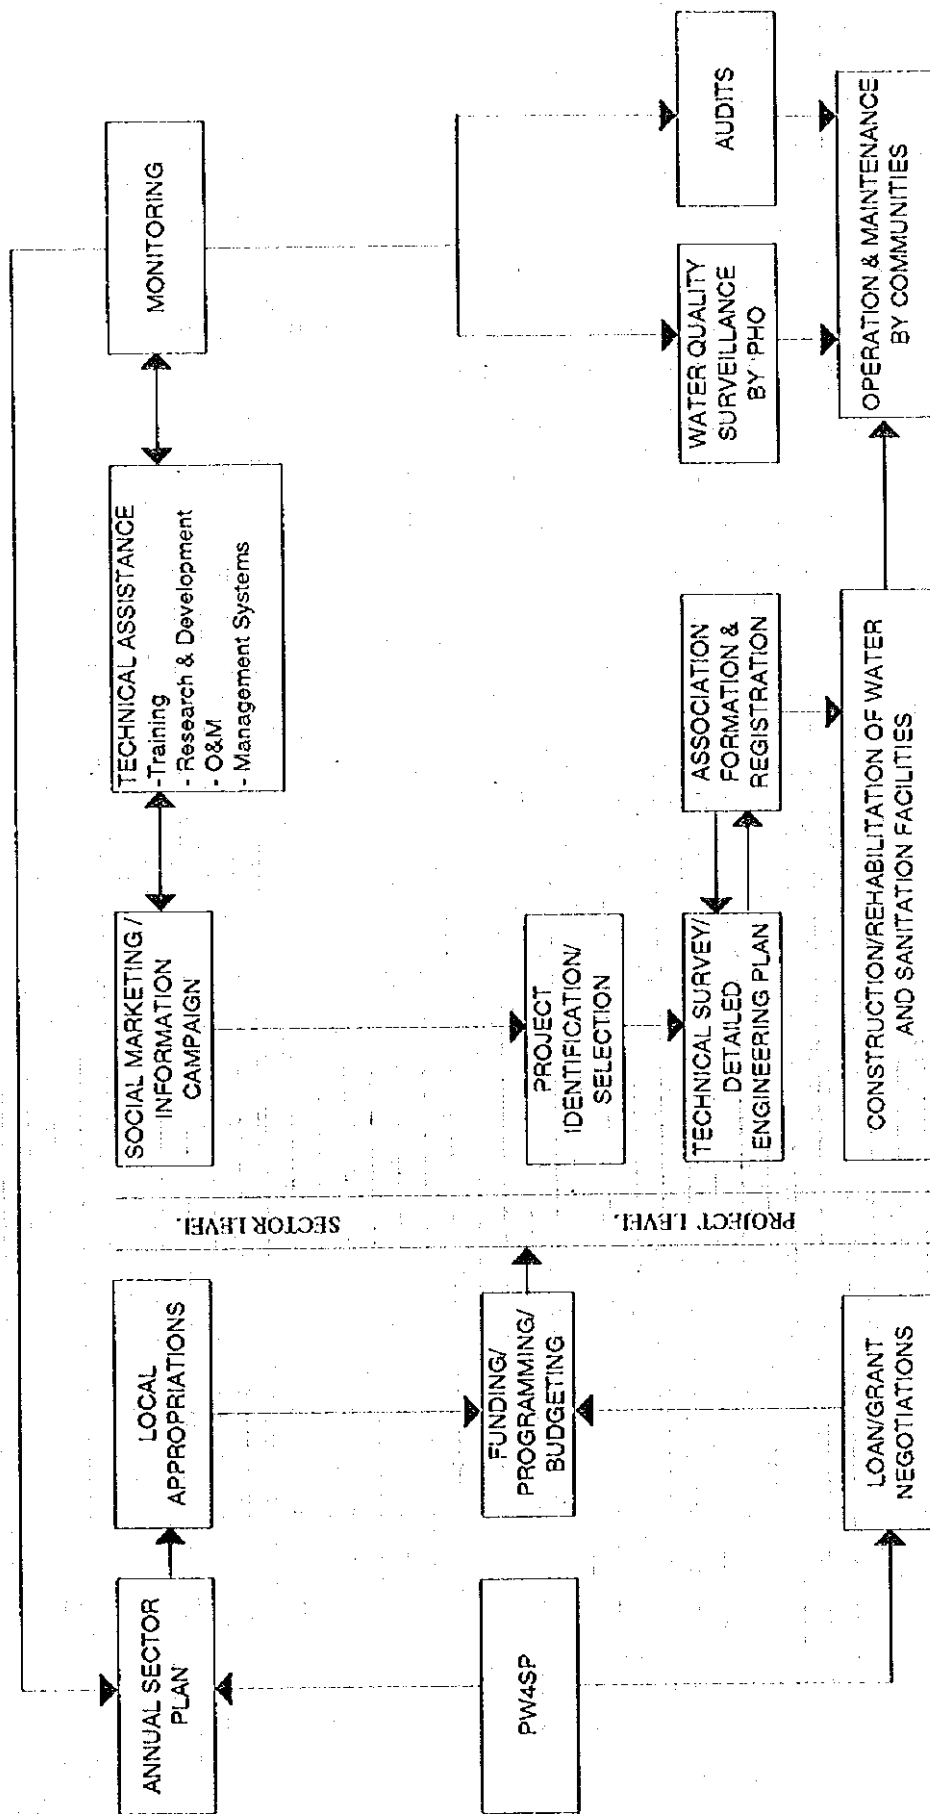 ANNUAL SECTOR
PLAN
LOCAL
APPROPRIATIONS
SOCIAL MARKETING /
INFORMATION
CAMPAIGN
TECHNICAL ASSISTANCE
- Training
- Research & Development
- O&M
- Management Systems
MONITORING
SECTOR LEVEL
PW4SP
FUNDING/
PROGRAMMING/
BUDGETING
PROJECT
IDENTIFICATION/
SELECTION
PROJECT LEVEL
TECHNICAL SURVEY/
DETAILED
ENGINEERING PLAN
ASSOCIATION
FORMATION &
REGISTRATION
WATER QUALITY
SURVEILLANCE
BY PHO
AUDITS
LOAN/GRANT
NEGOTIATIONS
CONSTRUCTION/REHABILITATION OF WATER
AND SANITATION FACILITIES
OPERATION & MAINTENANCE
BY COMMUNITIES